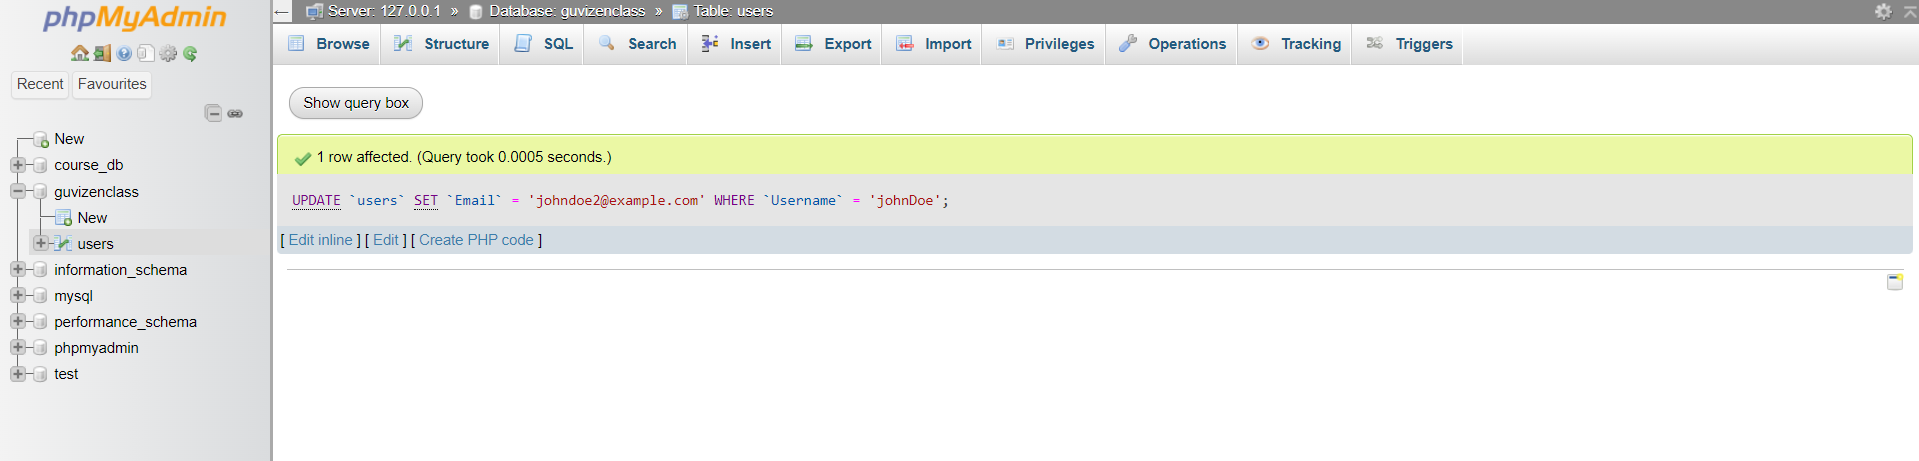 phpMyAdmin
Recent Favourites
New
course_db
guvizenclass
New
users
information_schema
mysql
performance_schema
phpmyadmin
test
Server: 127.0.0.1 » Database: guvizenclass » Table: users
Browse Structure SQL Search Insert Export Import Privileges Operations Tracking Triggers
Show query box
1 row affected. (Query took 0.0005 seconds.)
UPDATE `users` SET `Email` = 'johndoe2@example.com' WHERE `Username` = 'johnDoe';
[ Edit inline ] [ Edit ] [ Create PHP code ]